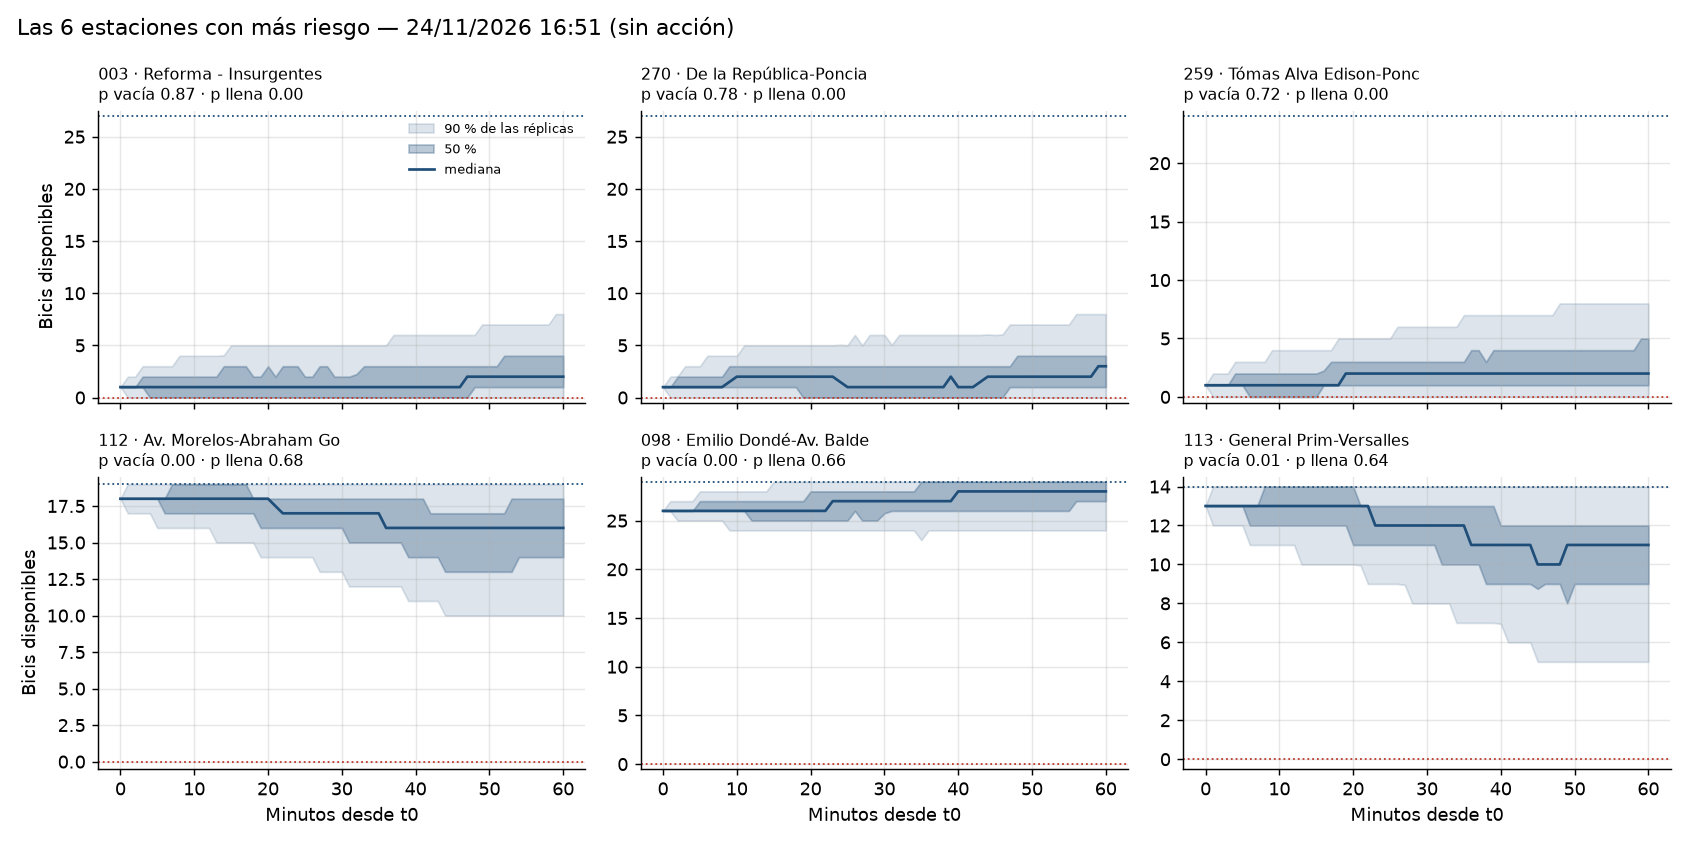 Las 6 estaciones con más riesgo — 24/11/2026 16:51 (sin acción)
003 · Reforma - Insurgentes
p vacía 0.87 · p llena 0.00
90 % de las réplicas
50 %
mediana
25
20
15
10
5
0
Bicis disponibles
270 · De la República-Poncia
p vacía 0.78 · p llena 0.00
25
20
15
10
5
0
259 · Tómas Alva Edison-Ponc
p vacía 0.72 · p llena 0.00
20
15
10
5
0
112 · Av. Morelos-Abraham Go
p vacía 0.00 · p llena 0.68
17.5
15.0
12.5
10.0
7.5
5.0
2.5
0.0
Bicis disponibles
0 10 20 30 40 50 60
Minutos desde t0
098 · Emilio Dondé-Av. Balde
p vacía 0.00 · p llena 0.66
25
20
15
10
5
0
0 10 20 30 40 50 60
Minutos desde t0
113 · General Prim-Versalles
p vacía 0.01 · p llena 0.64
14
12
10
8
6
4
2
0
0 10 20 30 40 50 60
Minutos desde t0